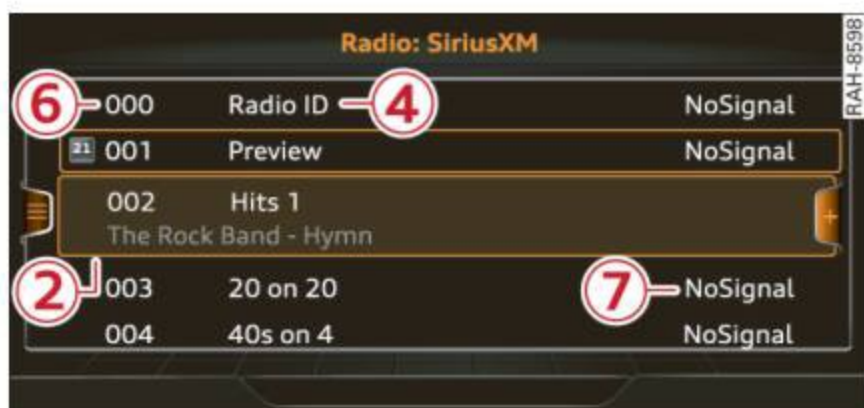 Radio: SiriusXM
RAH-8598
6 000 Radio ID 4 NoSignal
21 001 Preview NoSignal
002 Hits 1
The Rock Band - Hymn
+
2 003 20 on 20 7 NoSignal
004 40s on 4 NoSignal